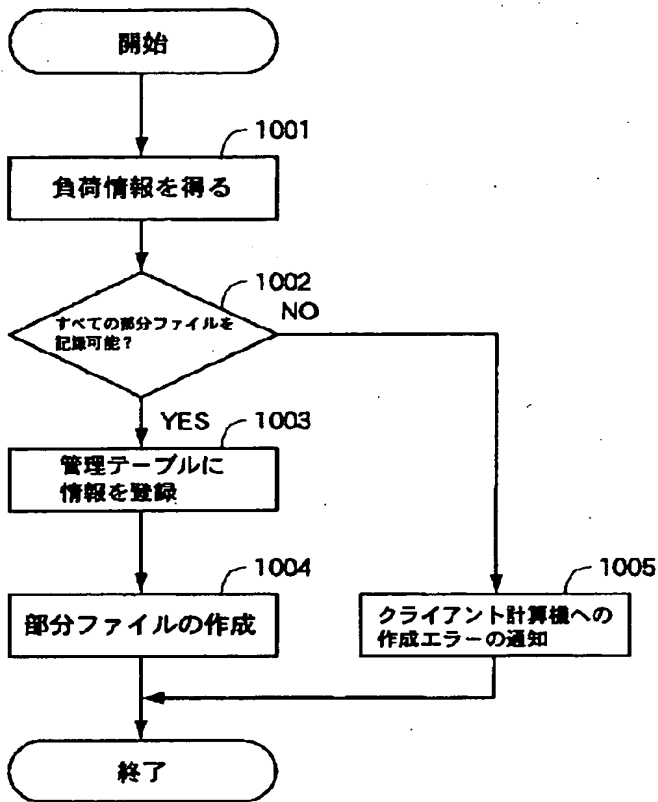 開始
1001
負荷情報を得る
1002
すべての部分ファイルを
記録可能？
NO
YES
1003
管理テーブルに
情報を登録
1004
部分ファイルの作成
1005
クライアント計算機への
作成エラーの通知
終了